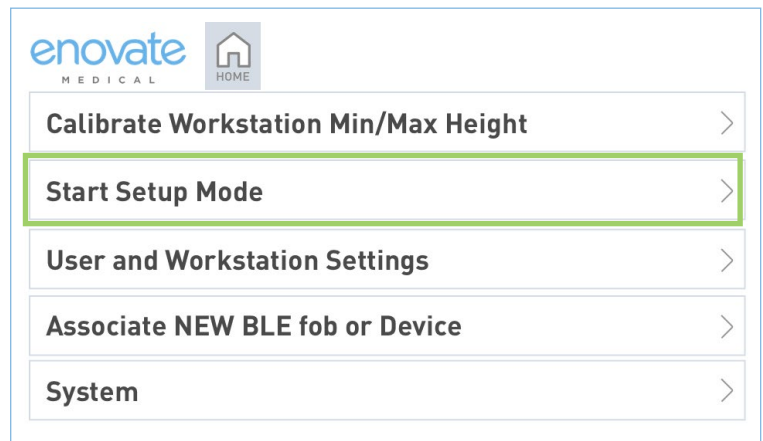 enovate
MEDICAL
HOME
Calibrate Workstation Min/Max Height
Start Setup Mode
User and Workstation Settings
Associate NEW BLE fob or Device
System